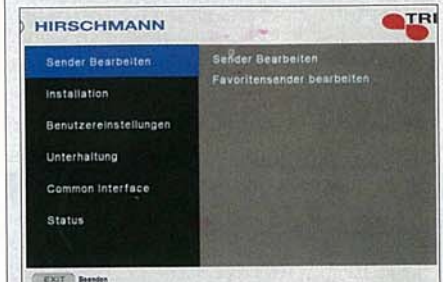 HIRSCHMANN
TRI
Sender Bearbeiten
Installation
Benutzereinstellungen
Unterhaltung
Common Interface
Status
Sender Bearbeiten
Favoritensender bearbeiten
EXIT Beenden